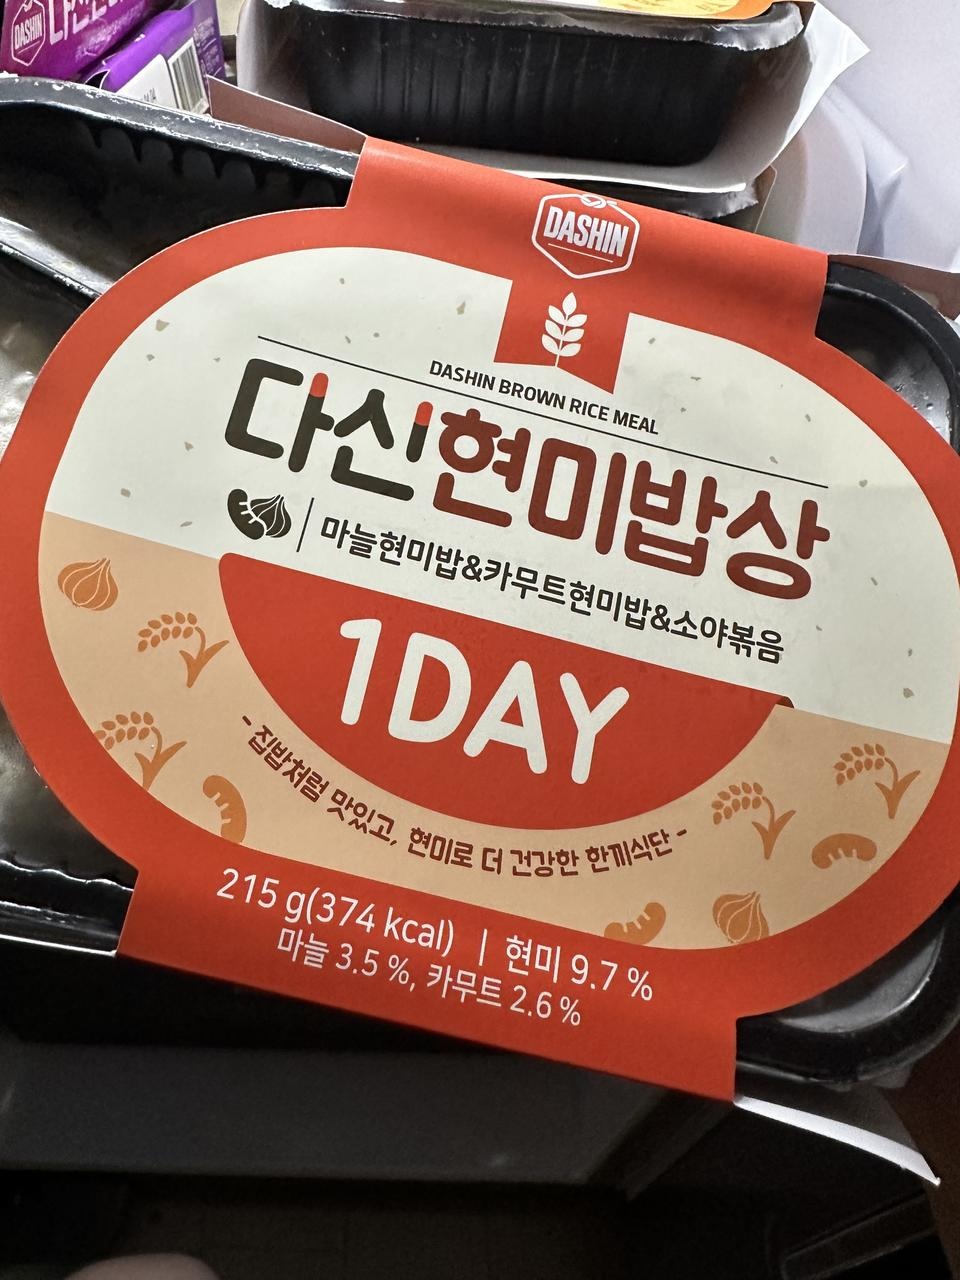 DASHIN
DASHIN
DASHIN BROWN RICE MEAL
다신현미밥상
마늘현미밥&카무트현미밥&소야볶음
1DAY
- 집밥처럼 맛있고, 현미로 더 건강한 한끼식단 -
215 g(374 kcal) | 현미 9.7 %
마늘 3.5 %, 카무트 2.6 %